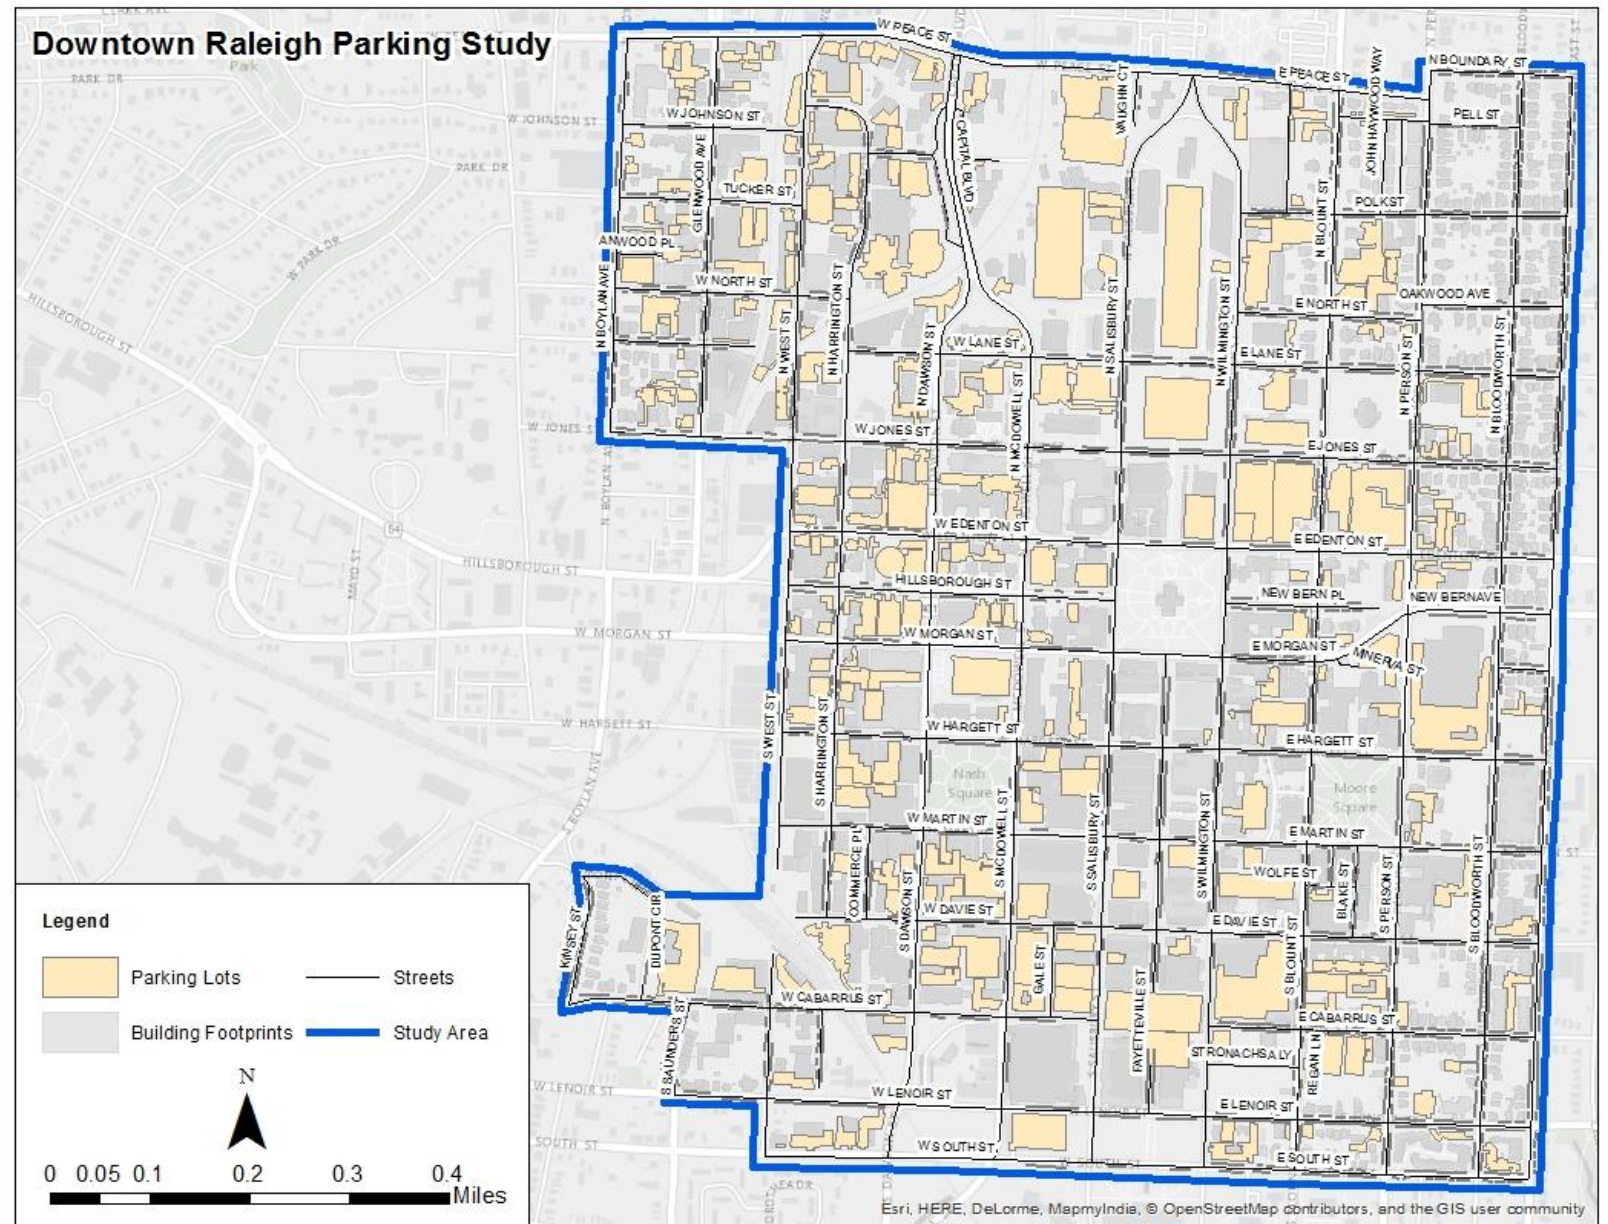 Downtown Raleigh Parking Study
W PEACE ST
W PEACE ST
E PEACE ST
N BOUNDARY ST
JOHN HAYWOOD WAY
PELL ST
PARK DR
W JOHNSON ST
W JOHNSON ST
VAUGHN CT
CAPITAL BLVD
PARK DR
GLENWOOD AVE
TUCKER ST
N BLOUNT ST
POLK ST
W PARK DR
ANWOOD PL
W NORTH ST
N BOYLAN AVE
N HARRINGTON ST
N SALISBURY ST
N WILMINGTON ST
E NORTH ST
OAKWOOD AVE
HILLSBOROUGH ST
N WEST ST
N DAWSON ST
W LANE ST
E LANE ST
N PERSON ST
N BLOODWORTH ST
N MCDOWELL ST
W JONES ST
W JONES ST
E JONES ST
54
W EDENTON ST
E EDENTON ST
MAYO ST
HILLSBOROUGH ST
HILLSBOROUGH ST
NEW BERN PL
NEW BERN AVE
W MORGAN ST
W MORGAN ST
E MORGAN ST
MINERVA ST
S WEST ST
S HARRINGTON ST
W HARGETT ST
W HARGETT ST
E HARGETT ST
S BOYLAN AVE
Nash
Square
Moore
Square
W MARTIN ST
S MCDOWELL ST
S SALISBURY ST
S WILMINGTON ST
E MARTIN ST
COMMERCE PL
WOLFE ST
BLAKE ST
S PERSON ST
S BLOODWORTH ST
KINSEY ST
DUPONT CIR
S DAWSON ST
W DAVIE ST
E DAVIE ST
S BLOUNT ST
GALE ST
W CABARRUS ST
FAYETTEVILLE ST
E CABARRUS ST
S SAUNDERS ST
STRONACHS ALY
REGAN LN
W LENOIR ST
W LENOIR ST
E LENOIR ST
SOUTH ST
W SOUTH ST
E SOUTH ST
Legend
Parking Lots
Streets
Building Footprints
Study Area
N
0 0.05 0.1 0.2 0.3 0.4
Miles
Esri, HERE, DeLorme, MapmyIndia, © OpenStreetMap contributors, and the GIS user community